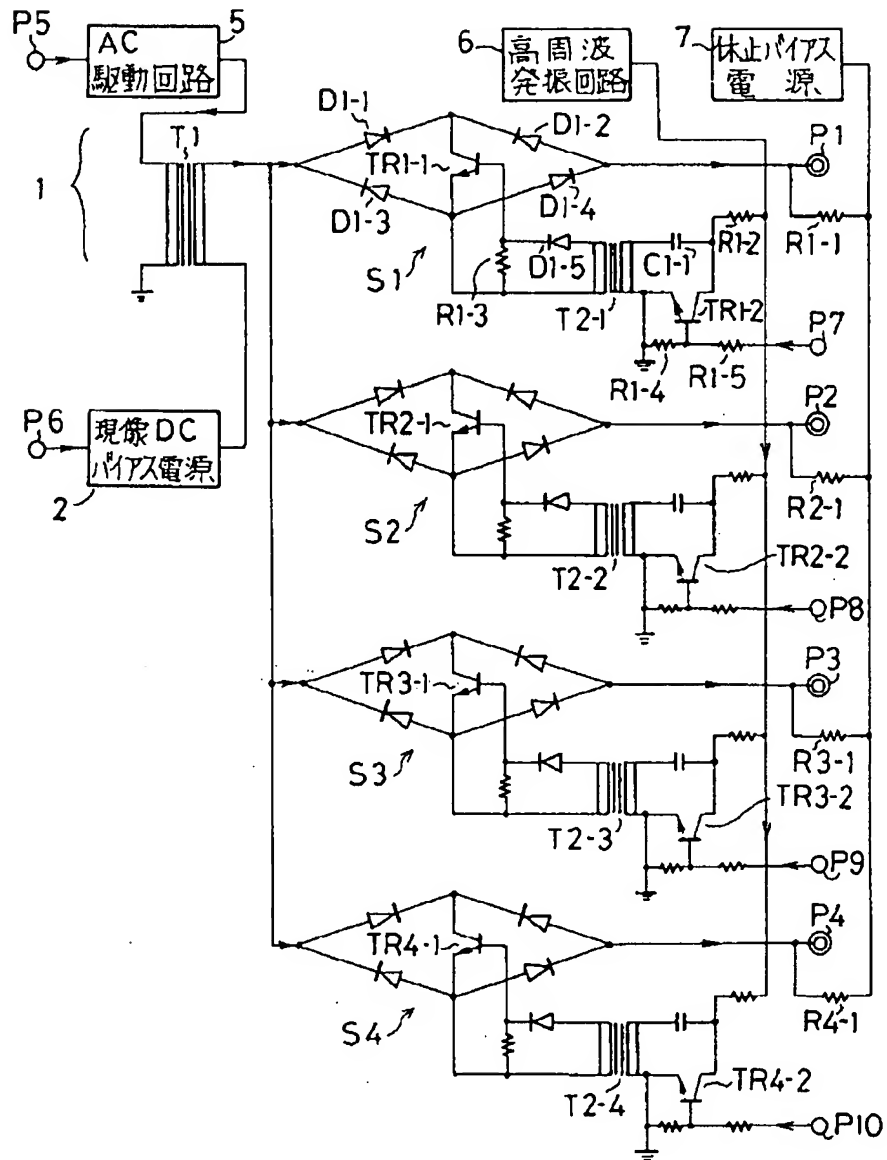 P5
AC
駆動回路
5
6
高周波
発振回路
7
休止バイアス
電源
1
T1
D1-1
D1-2
TR1-1
D1-3
D1-4
S1
R1-3
D1-5
T2-1
C1-1
R1-2
R1-1
P1
TR1-2
R1-4
R1-5
P7
P6
現像DC
バイアス電源
2
TR2-1
S2
T2-2
P2
R2-1
TR2-2
P8
TR3-1
S3
T2-3
P3
R3-1
TR3-2
P9
TR4-1
S4
T2-4
P4
R4-1
TR4-2
P10